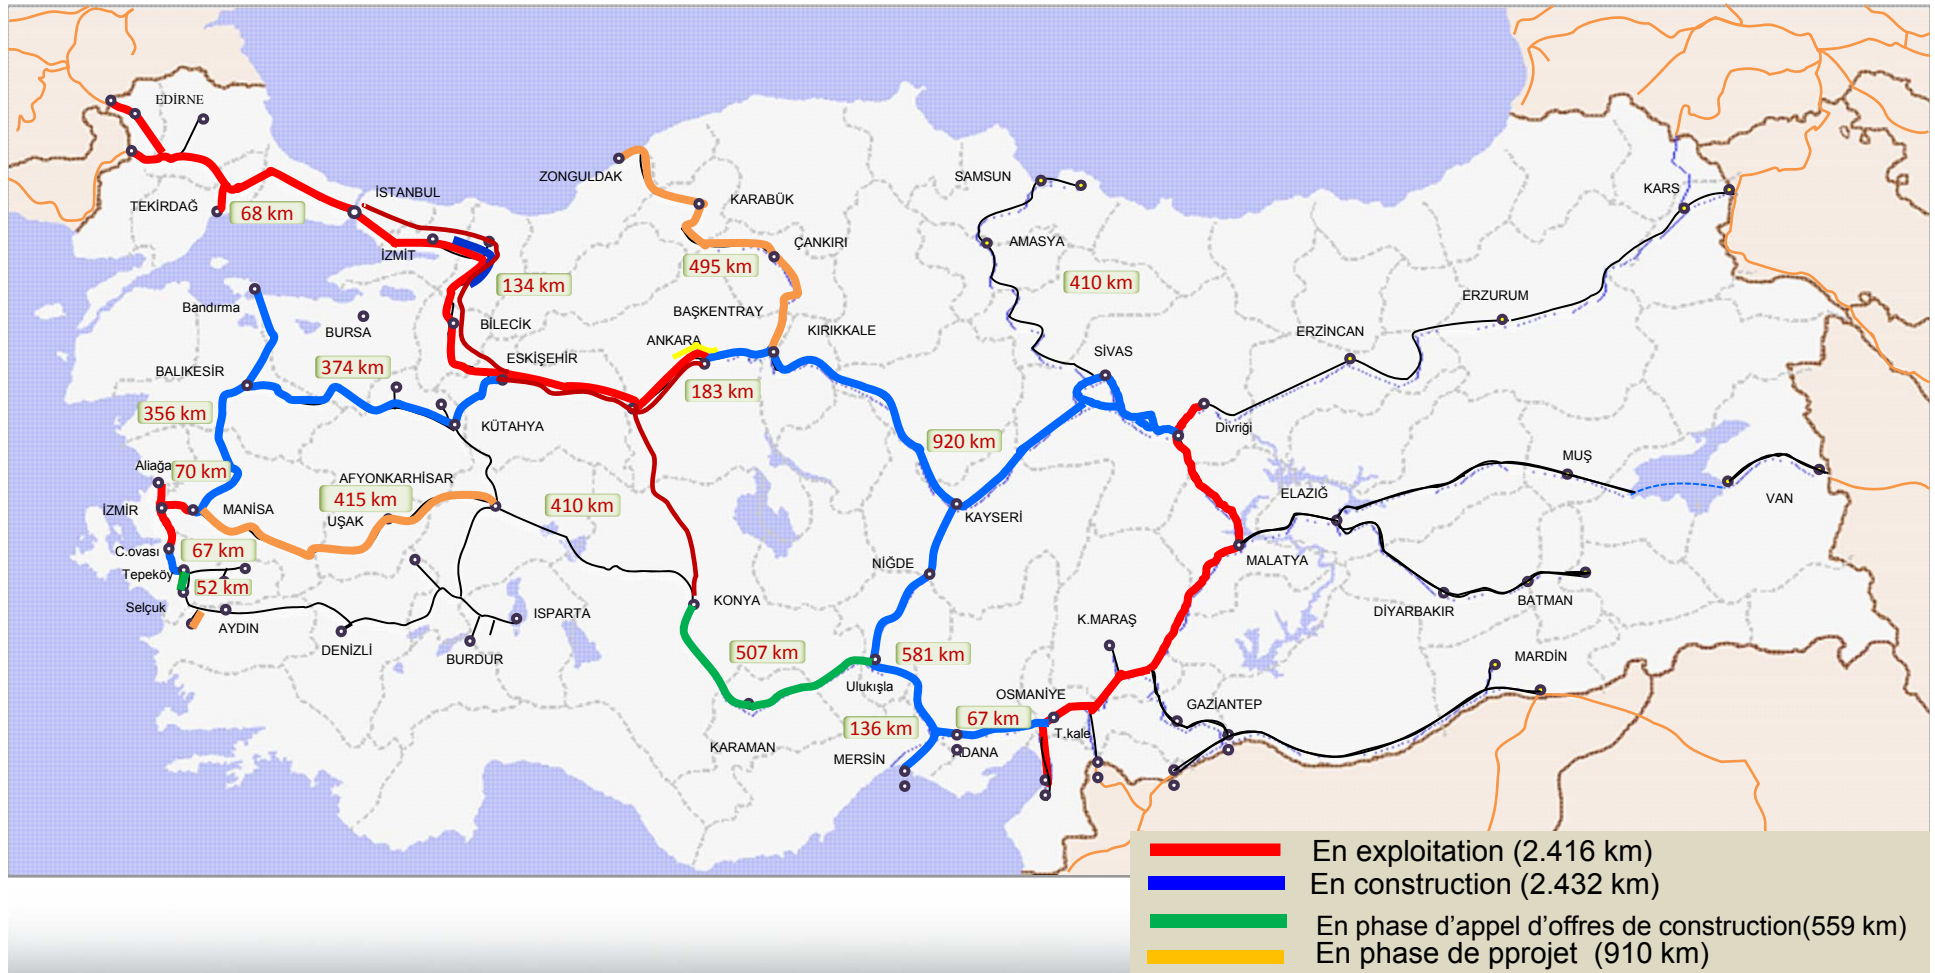 EDİRNE
TEKİRDAĞ
68 km
İSTANBUL
İZMİT
134 km
ZONGULDAK
KARABÜK
ÇANKIRI
495 km
BAŞKENTRAY
SAMSUN
AMASYA
410 km
KARS
ERZURUM
ERZİNCAN
SİVAS
Divriği
Bandırma
BURSA
BİLECİK
ESKİŞEHİR
ANKARA
KIRIKKALE
183 km
BALIKESİR
374 km
356 km
KÜTAHYA
920 km
Aliağa
70 km
AFYONKARHİSAR
415 km
410 km
İZMİR
MANİSA
UŞAK
KAYSERİ
ELAZIĞ
MUŞ
VAN
C.ovası
67 km
Tepeköy
52 km
Selçuk
AYDIN
DENİZLİ
BURDUR
ISPARTA
KONYA
NİĞDE
MALATYA
DİYARBAKIR
BATMAN
K.MARAŞ
MARDİN
507 km
581 km
Ulukışla
OSMANİYE
GAZİANTEP
136 km
67 km
T.kale
KARAMAN
MERSİN
ADANA
En exploitation (2.416 km)
En construction (2.432 km)
En phase d’appel d’offres de construction(559 km)
En phase de pprojet (910 km)